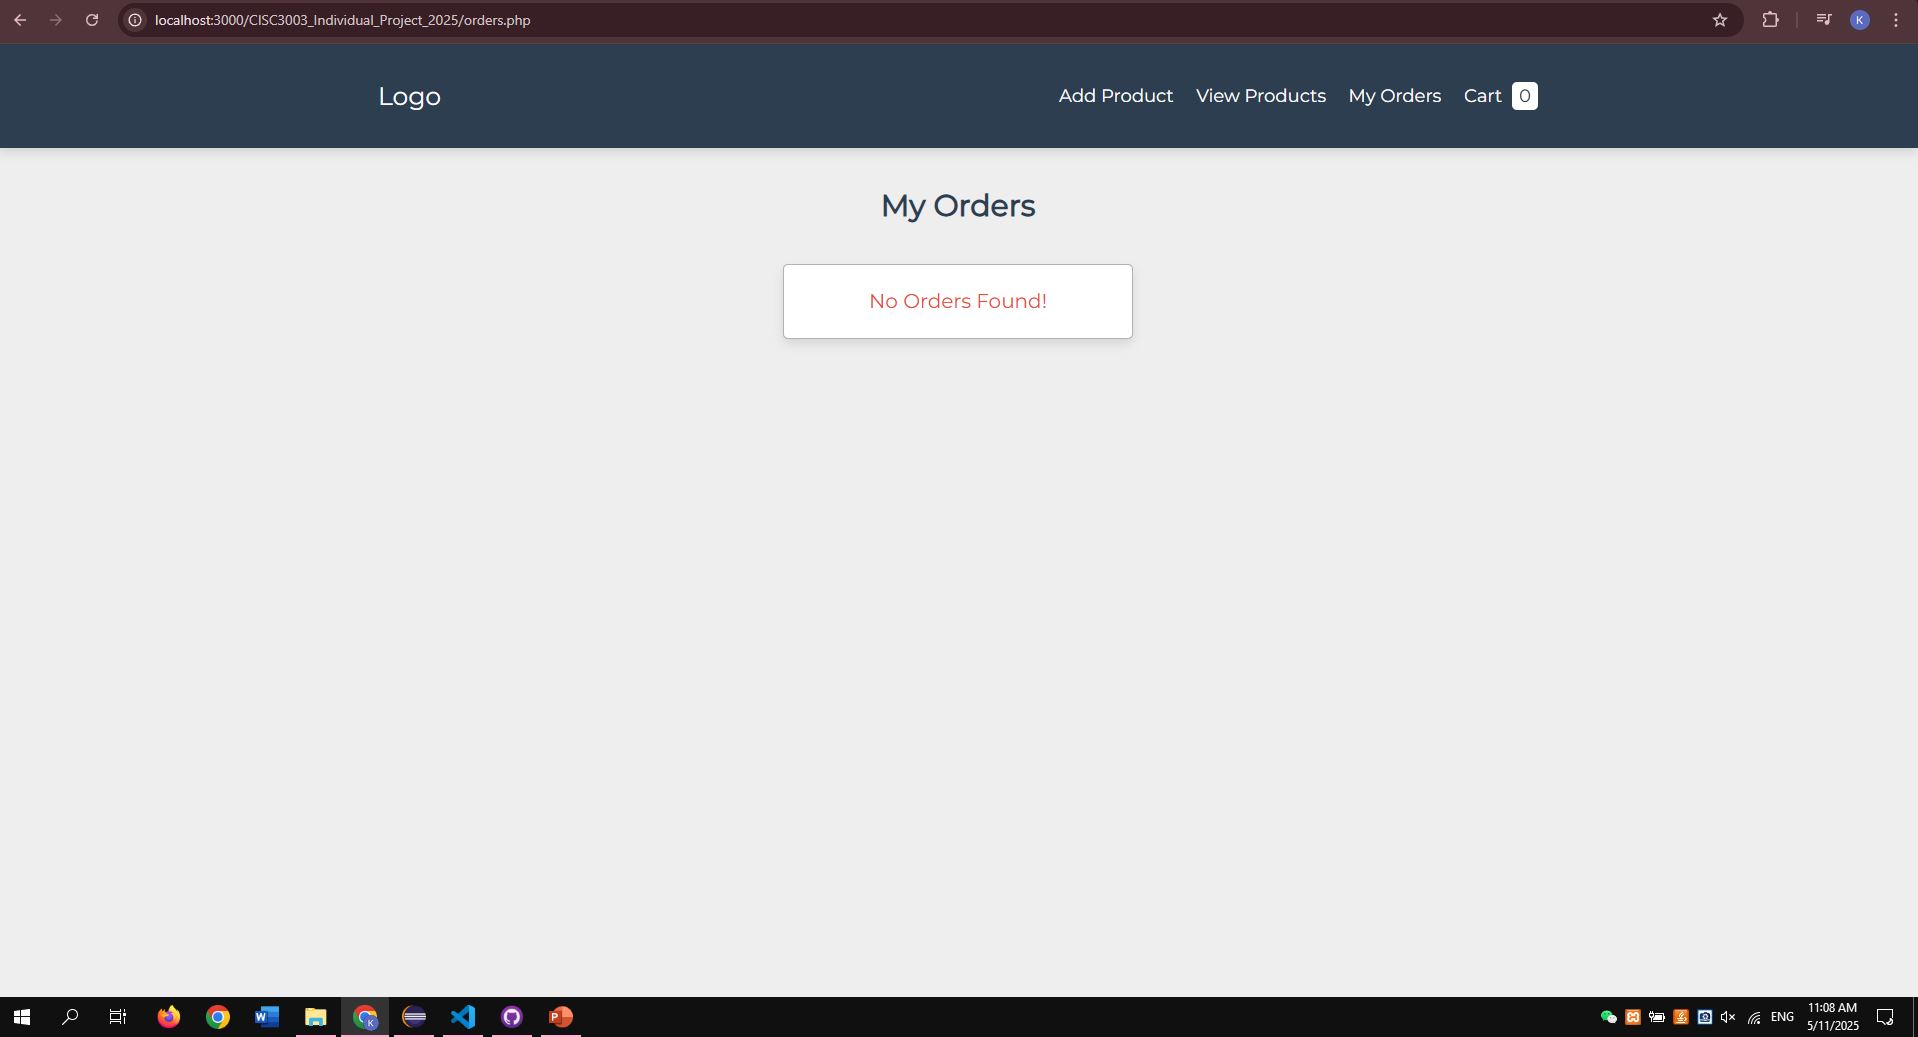 localhost:3000/CISC3003_Individual_Project_2025/orders.php
K
Logo
Add Product View Products My Orders Cart 0
My Orders
No Orders Found!
ENG
11:08 AM
5/11/2025